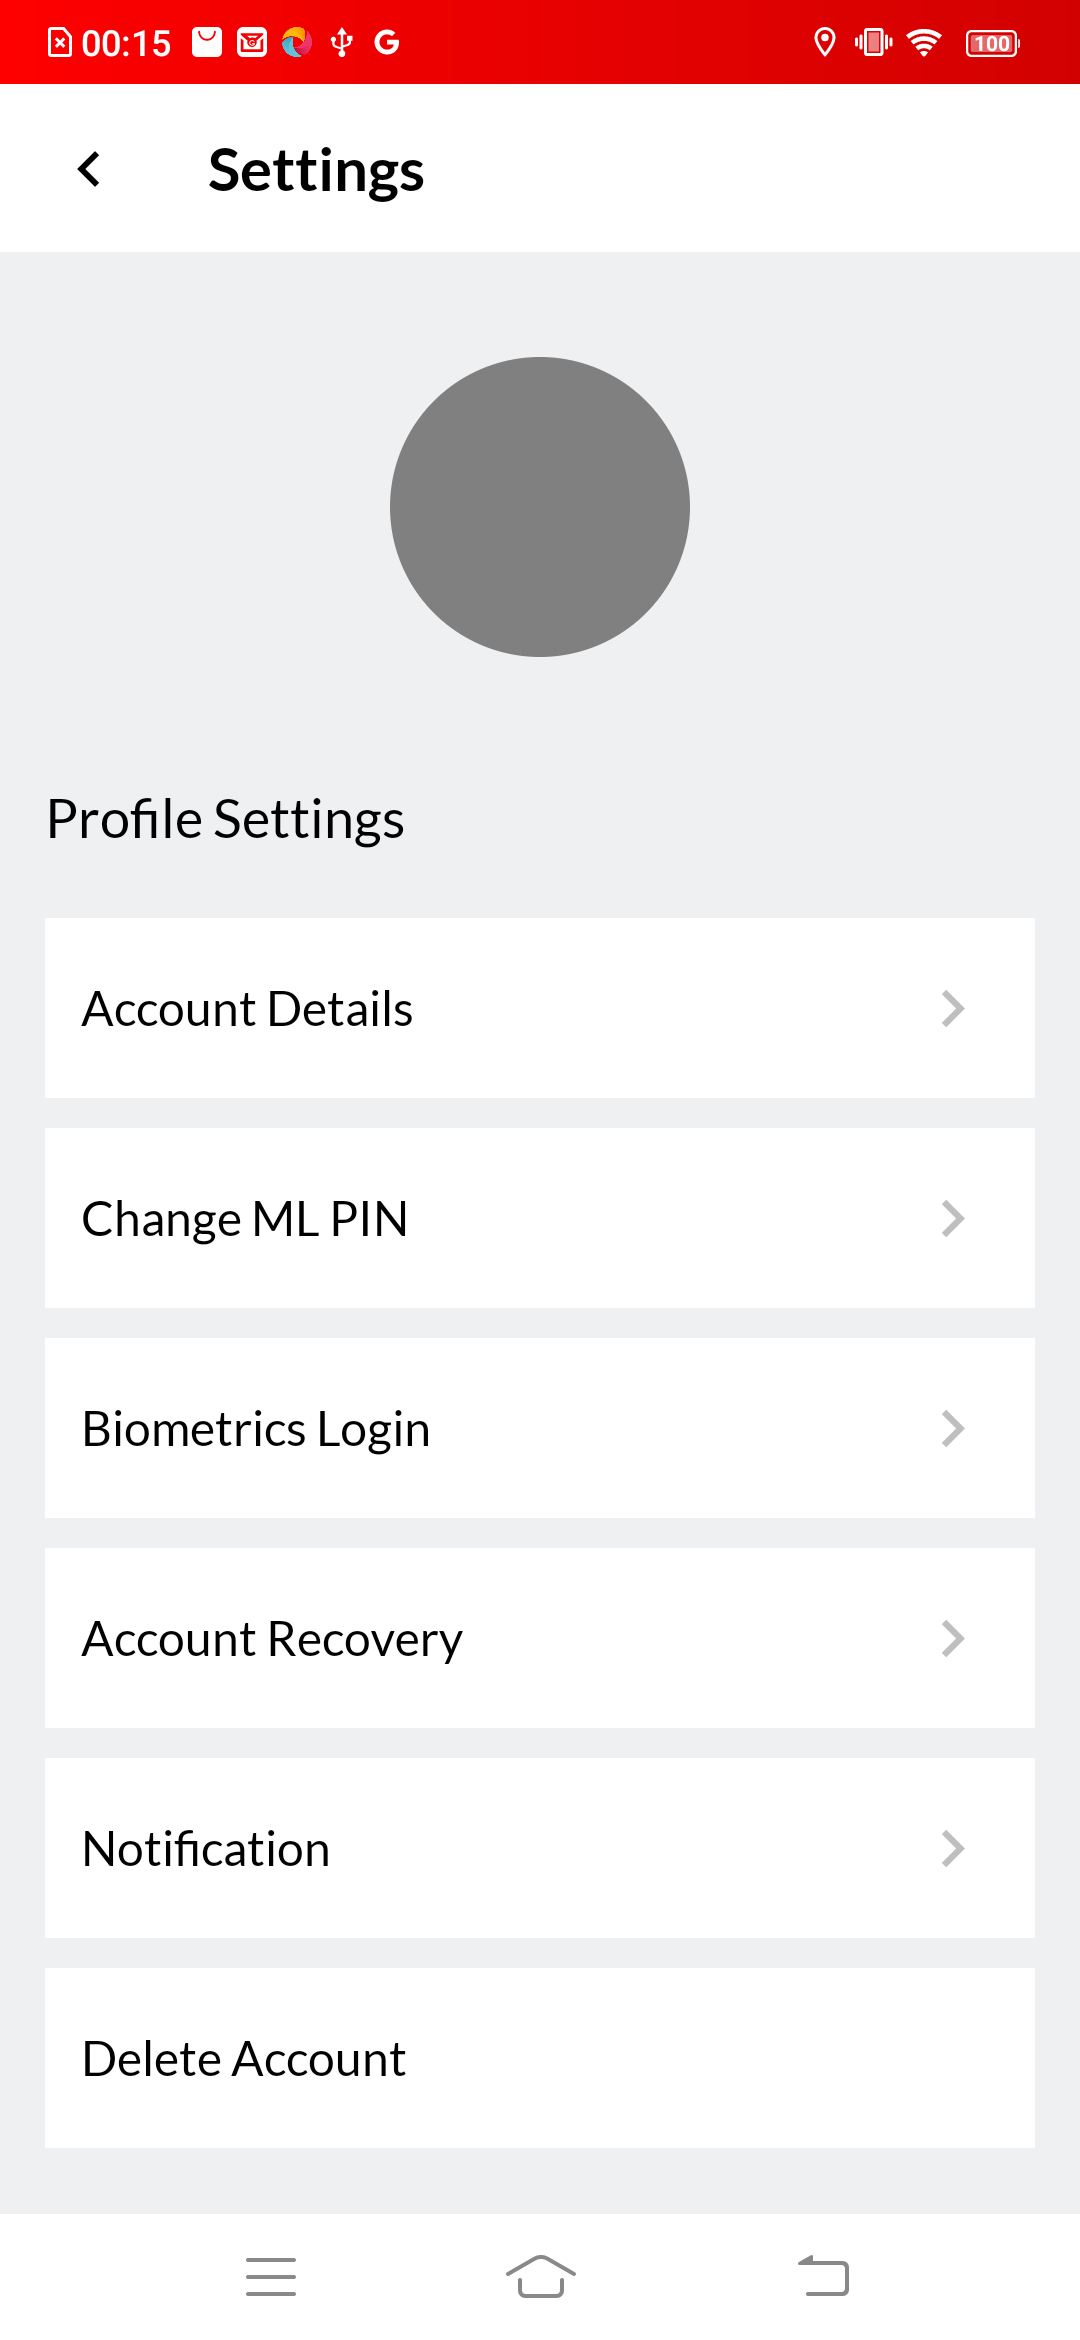 00:15 G 100
Settings
Profile Settings
Account Details
Change ML PIN
Biometrics Login
Account Recovery
Notification
Delete Account